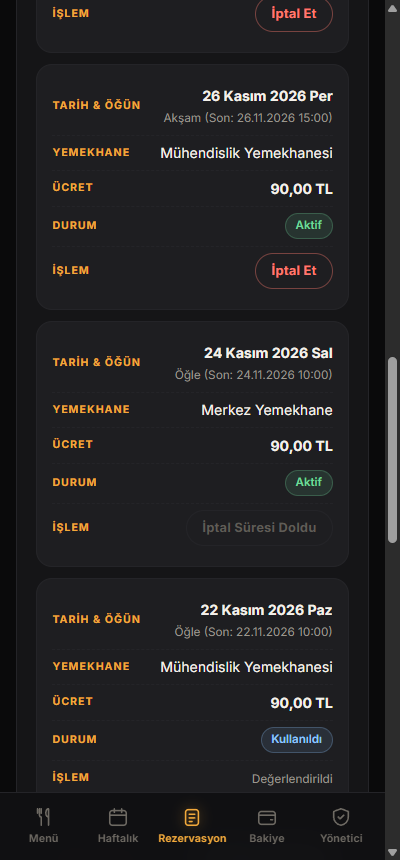 İŞLEM İptal Et
TARİH & ÖĞÜN 26 Kasım 2026 Per
Akşam (Son: 26.11.2026 15:00)
YEMEKHANE Mühendislik Yemekhanesi
ÜCRET 90,00 TL
DURUM Aktif
İŞLEM İptal Et
TARİH & ÖĞÜN 24 Kasım 2026 Sal
Öğle (Son: 24.11.2026 10:00)
YEMEKHANE Merkez Yemekhane
ÜCRET 90,00 TL
DURUM Aktif
İŞLEM İptal Süresi Doldu
TARİH & ÖĞÜN 22 Kasım 2026 Paz
Öğle (Son: 22.11.2026 10:00)
YEMEKHANE Mühendislik Yemekhanesi
ÜCRET 90,00 TL
DURUM Kullanıldı
İŞLEM Değerlendirildi
Menü Haftalık Rezervasyon Bakiye Yönetici